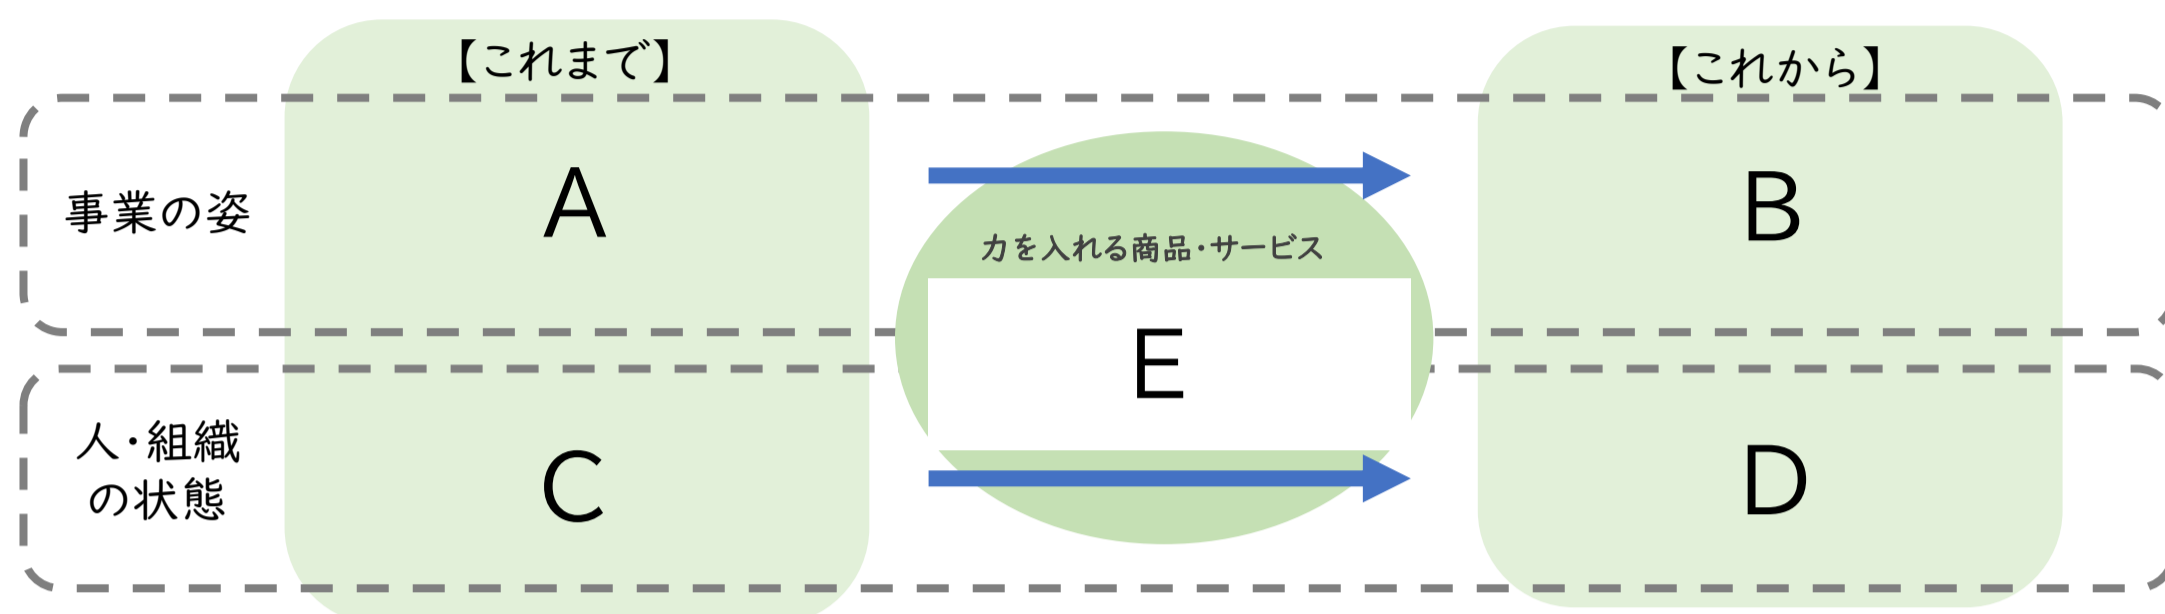 【これまで】
【これから】
事業の姿
A
B
力を入れる商品・サービス
E
人・組織
の状態
C
D